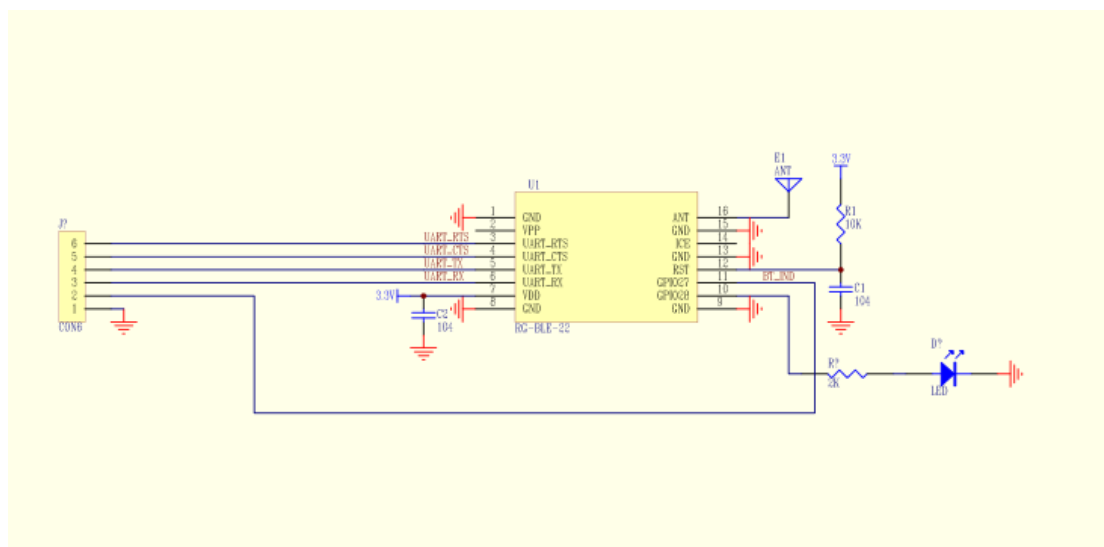 E1
ANT
3.3V
U1
R1
10K
J?
6
5
4
3
2
1
CON6
UART_RTS
UART_CTS
UART_TX
UART_RX
3.3V
C2
104
1 GND
2 VPP
3 UART_RTS
4 UART_CTS
5 UART_TX
6 UART_RX
7 VDD
8 GND
ANT 16
GND 15
ICE 14
GND 13
RST 12
GPIO27 11
GPIO28 10
GND 9
RG-BLE-22
BT_IND
C1
104
R?
2K
D?
LED